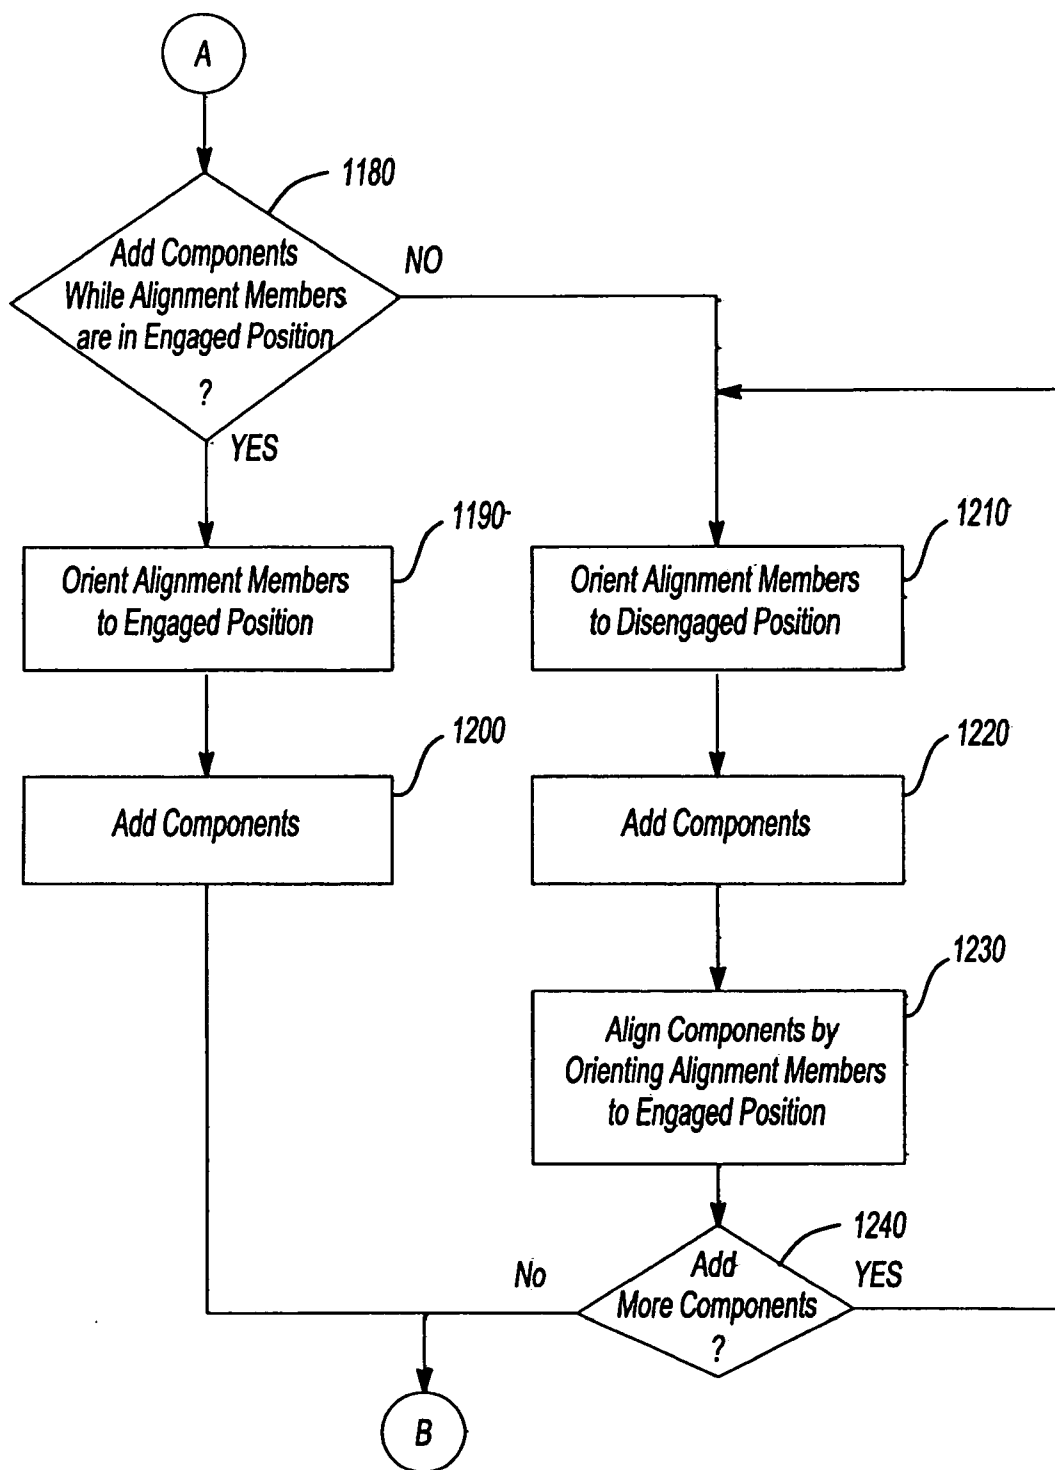 A
1180
Add Components
While Alignment Members
are in Engaged Position
?
NO
YES
1190
Orient Alignment Members
to Engaged Position
1210
Orient Alignment Members
to Disengaged Position
1200
Add Components
1220
Add Components
1230
Align Components by
Orienting Alignment Members
to Engaged Position
1240
Add
More Components
?
No
YES
B